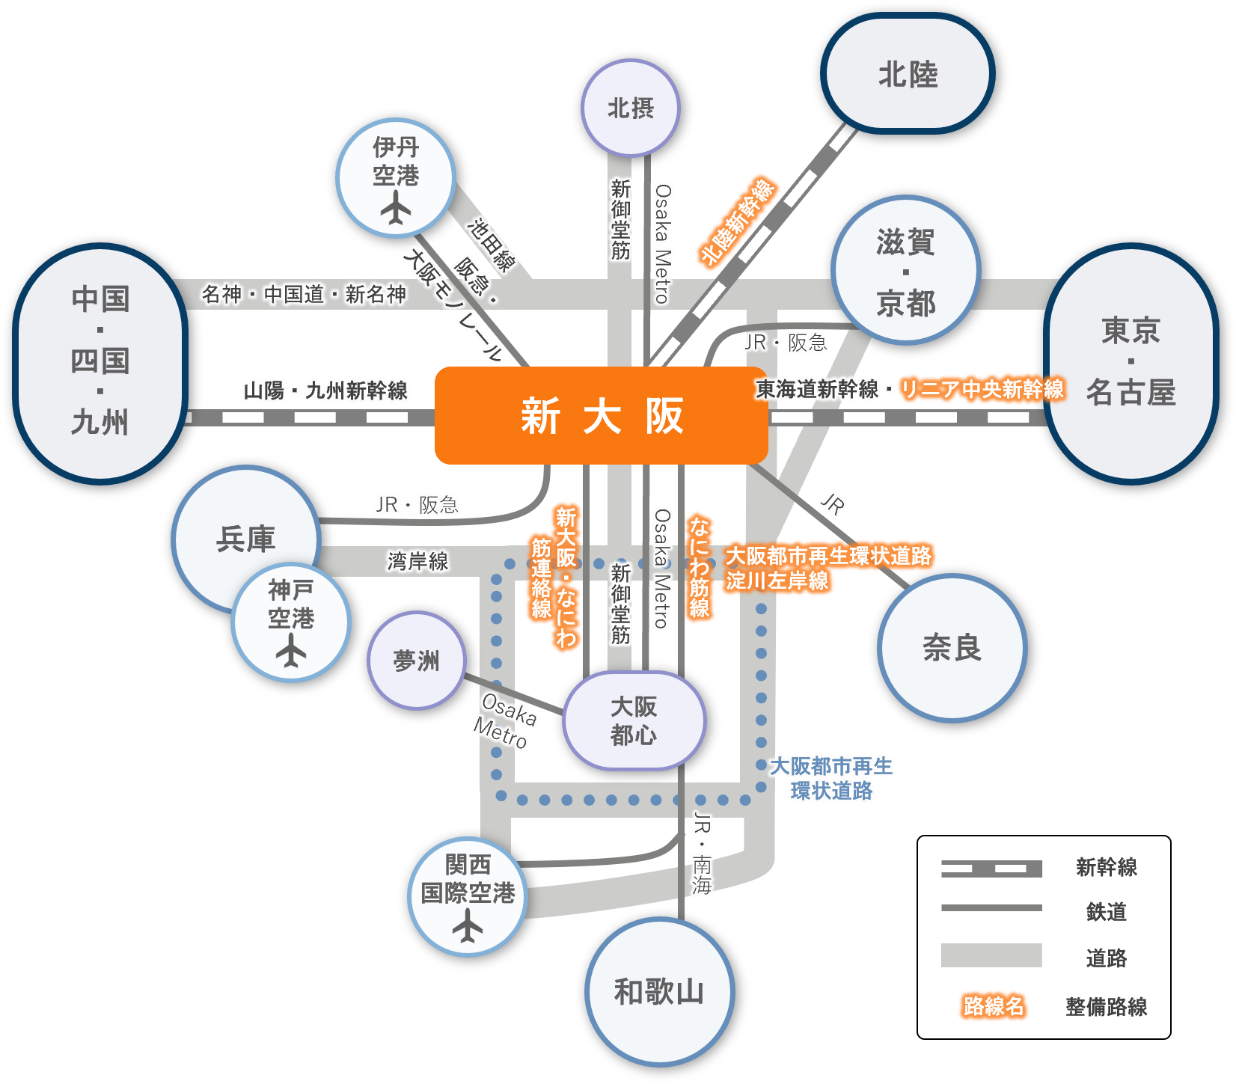 北陸
北摂
伊丹
空港
新御堂筋
Osaka Metro
北陸新幹線
池田線
阪急・
大阪モノレール
滋賀
・
京都
名神・中国道・新名神
中国
・
四国
・
九州
東京
・
名古屋
JR・阪急
山陽・九州新幹線
新大阪
東海道新幹線・リニア中央新幹線
JR・阪急
JR
兵庫
湾岸線
新大阪・なにわ
筋連絡線
新御堂筋
Osaka Metro
なにわ筋線
大阪都市再生環状道路
淀川左岸線
神戸
空港
夢洲
Osaka
Metro
大阪
都心
奈良
大阪都市再生
環状道路
JR・南海
関西
国際空港
和歌山
新幹線
鉄道
道路
路線名
整備路線